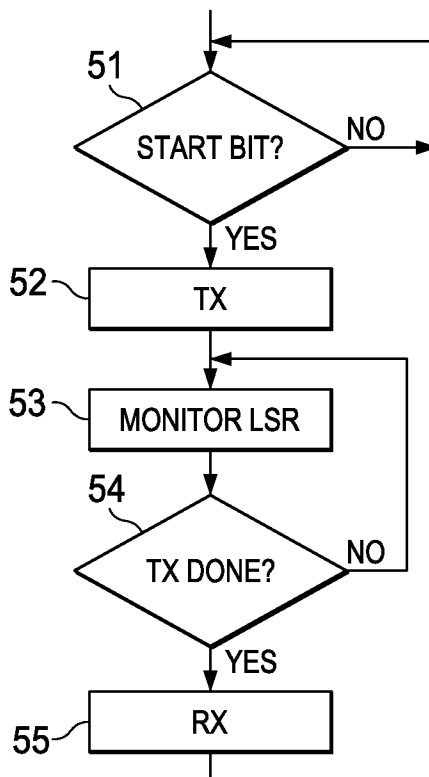 51
START BIT?
NO
YES
52
TX
53
MONITOR LSR
54
TX DONE?
NO
YES
55
RX